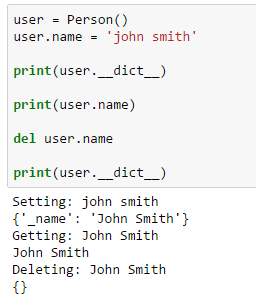 user = Person()
user.name = 'john smith'
print(user.__dict__)
print(user.name)
del user.name
print(user.__dict__)
Setting: john smith
{'_name': 'John Smith'}
Getting: John Smith
John Smith
Deleting: John Smith
{}